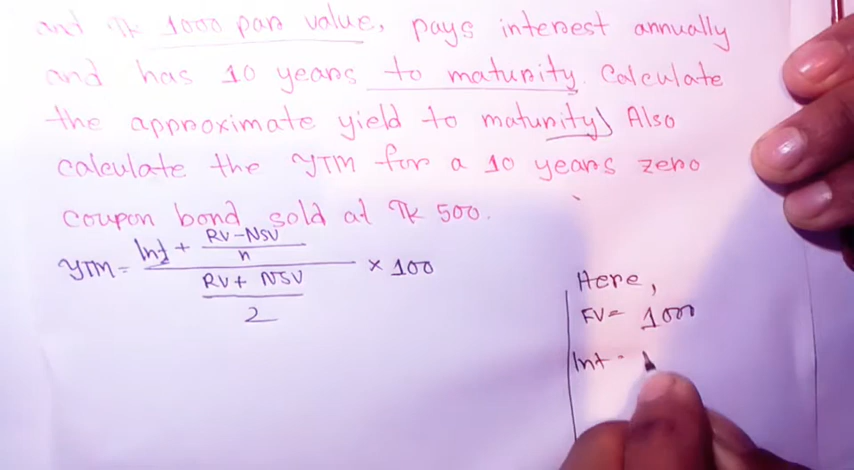 and Tk 1000 par value, pays interest annually
and has 10 years to maturity. Calculate
the approximate yield to maturity) Also
calculate the YTM for a 10 years zero
coupon bond sold at Tk 500.
YTM = Int + RV-NSV / n / RV + NSV / 2 × 100
Here,
FV = 1000
Int